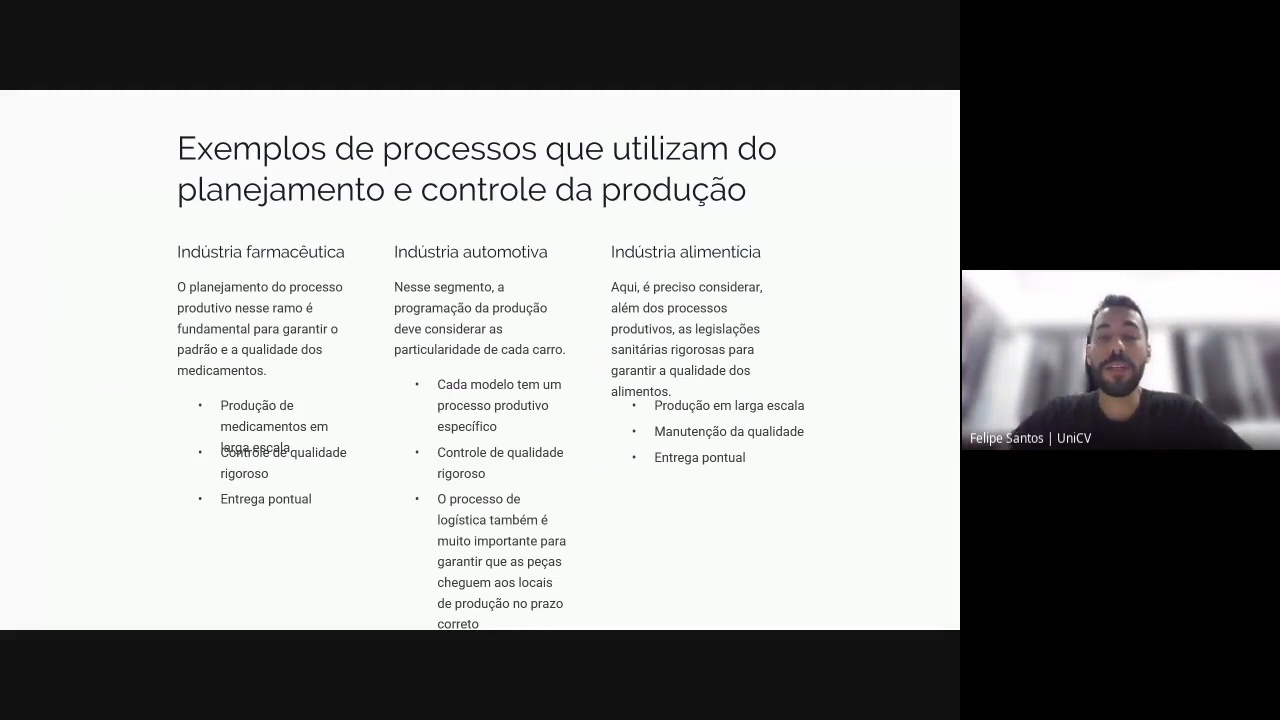 Exemplos de processos que utilizam do
planejamento e controle da produção
Indústria farmacêutica
O planejamento do processo
produtivo nesse ramo é
fundamental para garantir o
padrão e a qualidade dos
medicamentos.
• Produção de
medicamentos em
larga escala
• Controle de qualidade
rigoroso
• Entrega pontual
Indústria automotiva
Nesse segmento, a
programação da produção
deve considerar as
particularidade de cada carro.
• Cada modelo tem um
processo produtivo
específico
• Controle de qualidade
rigoroso
• O processo de
logística também é
muito importante para
garantir que as peças
cheguem aos locais
de produção no prazo
correto
Indústria alimentícia
Aqui, é preciso considerar,
além dos processos
produtivos, as legislações
sanitárias rigorosas para
garantir a qualidade dos
alimentos.
• Produção em larga escala
• Manutenção da qualidade
• Entrega pontual
Felipe Santos | UniCV